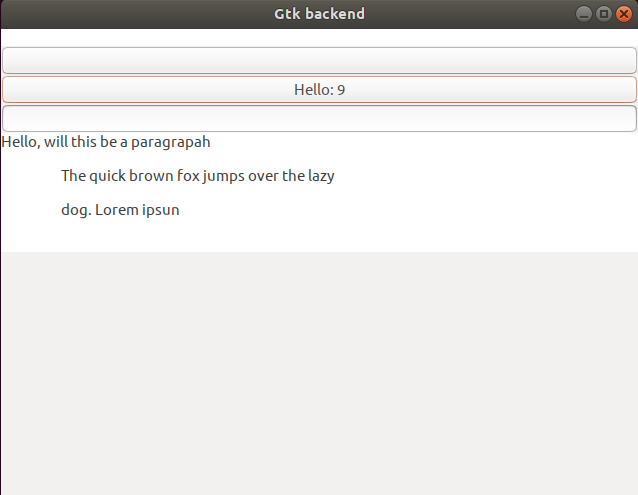 Gtk backend
Hello: 9
Hello, will this be a paragrapah
The quick brown fox jumps over the lazy
dog. Lorem ipsun